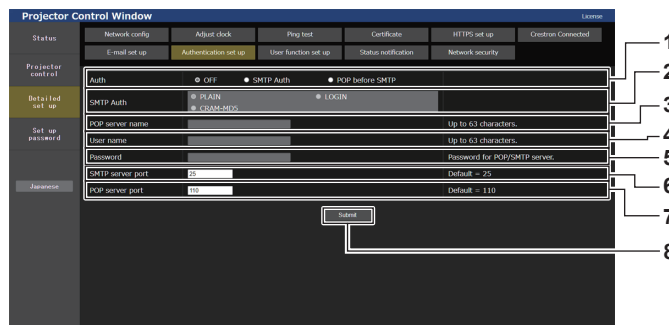 Projector Control Window
License
Status
Network config
Adjust clock
Ping test
Certificate
HTTPS set up
Crestron Connected
E-mail set up
Authentication set up
User function set up
Status notification
Network security
Projector control
Detailed set up
Set up password
Japanese
Auth
OFF
SMTP Auth
POP before SMTP
1
SMTP Auth
PLAIN
LOGIN
CRAM-MD5
2
POP server name
Up to 63 characters.
3
User name
Up to 63 characters.
4
Password
Password for POP/SMTP server.
5
SMTP server port
25
Default = 25
6
POP server port
110
Default = 110
7
Submit
8